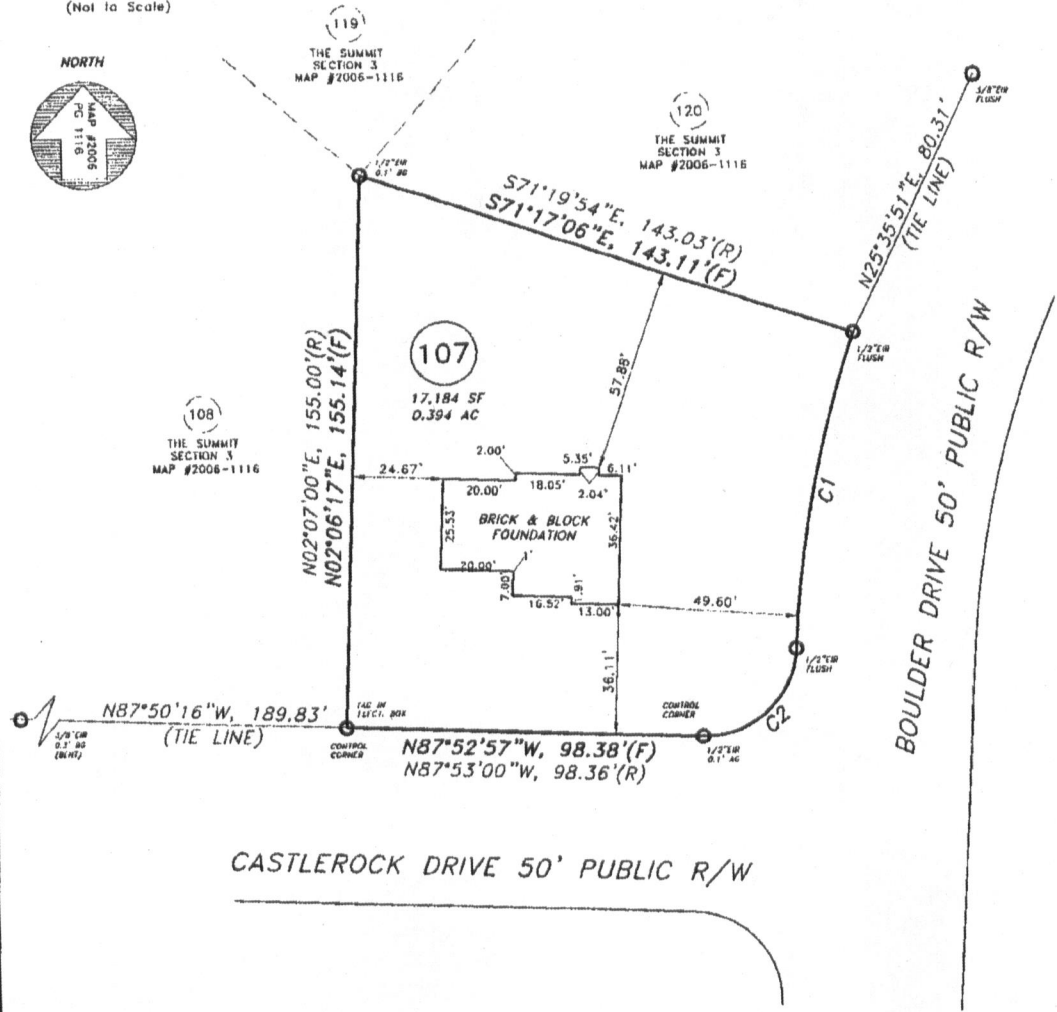 (Not to Scale)
NORTH
MAP #2006
PG 1116
119
THE SUMMIT
SECTION 3
MAP #2006-1116
120
THE SUMMIT
SECTION 3
MAP #2006-1116
5/8"EIR
FLUSH
N25°35'51"E, 80.31'
(TIE LINE)
1/2"EIR
0.1' BG
S71°19'54"E, 143.03'(R)
S71°17'06"E, 143.11'(F)
1/2"EIR
FLUSH
107
17,184 SF
0.394 AC
57.88'
N02°07'00"E, 155.00'(R)
N02°06'17"E, 155.14'(F)
108
THE SUMMIT
SECTION 3
MAP #2006-1116
24.67'
2.00'
5.35'
6.11'
20.00'
18.05'
2.04'
25.53'
BRICK & BLOCK
FOUNDATION
36.42'
20.00'
1'
7.00'
16.52'
1.91'
13.00'
49.60'
36.11'
C1
BOULDER DRIVE 50' PUBLIC R/W
1/2"EIR
FLUSH
C2
N87°50'16"W, 189.83'
(TIE LINE)
5/8"EIR
0.3' BG
(BENT)
TAG IN
ELECT. BOX
CONTROL
CORNER
CONTROL
CORNER
1/2"EIR
0.1' AG
N87°52'57"W, 98.38'(F)
N87°53'00"W, 98.36'(R)
CASTLEROCK DRIVE 50' PUBLIC R/W